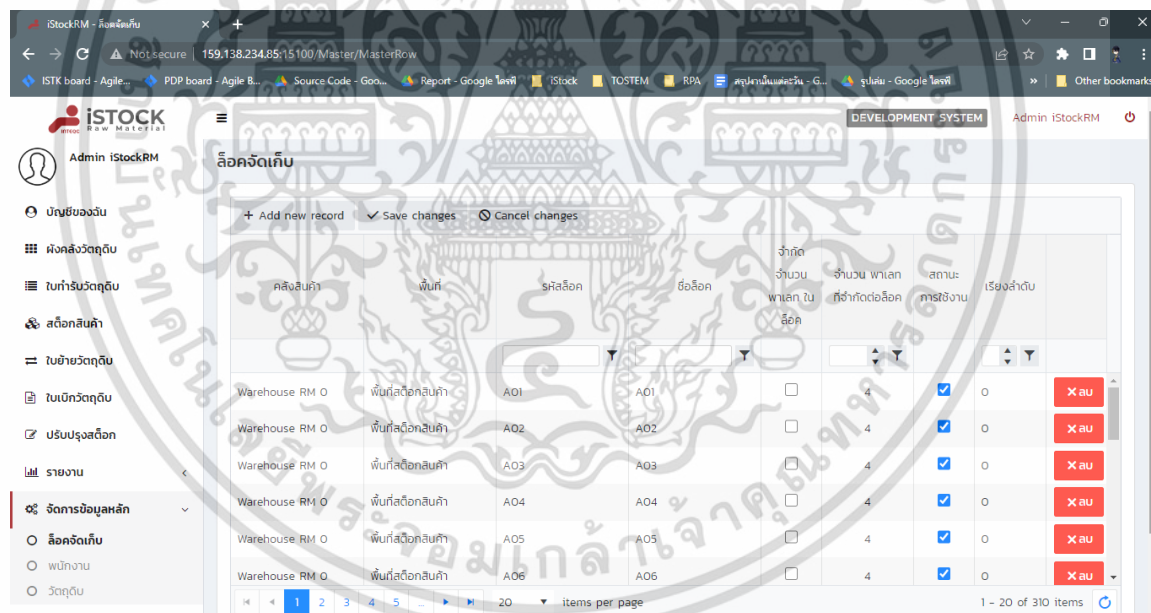 iStockRM - ล็อคจัดเก็บ
Not secure | 159.138.234.85:15100/Master/MasterRow
ISTK board - Agile... PDP board - Agile B... Source Code - Goo... Report - Google ไดรฟ์ iStock TOSTEM RPA สรุปงานในแต่ละวัน - G... รูปเล่ม - Google ไดรฟ์ » Other bookmarks
iSTOCK
INTEQC Raw Material
DEVELOPMENT SYSTEM Admin iStockRM
Admin iStockRM
ล็อคจัดเก็บ
บัญชีของฉัน
ผังคลังวัตถุดิบ
ใบทำรับวัตถุดิบ
สต็อกสินค้า
ใบย้ายวัตถุดิบ
ใบเบิกวัตถุดิบ
ปรับปรุงสต็อก
รายงาน
จัดการข้อมูลหลัก
ล็อคจัดเก็บ
พนักงาน
วัตถุดิบ
+ Add new record Save changes Cancel changes
คลังสินค้า พื้นที่ รหัสล็อค ชื่อล็อค จำกัด จำนวน พาเลท ใน ล็อค จำนวน พาเลท ที่จำกัดต่อล็อค สถานะ การใช้งาน เรียงลำดับ
Warehouse RM O พื้นที่สต็อกสินค้า A01 A01 4 0 ลบ
Warehouse RM O พื้นที่สต็อกสินค้า A02 A02 4 0 ลบ
Warehouse RM O พื้นที่สต็อกสินค้า A03 A03 4 0 ลบ
Warehouse RM O พื้นที่สต็อกสินค้า A04 A04 4 0 ลบ
Warehouse RM O พื้นที่สต็อกสินค้า A05 A05 4 0 ลบ
Warehouse RM O พื้นที่สต็อกสินค้า A06 A06 4 0 ลบ
1 2 3 4 5 ... 20 items per page 1 - 20 of 310 items